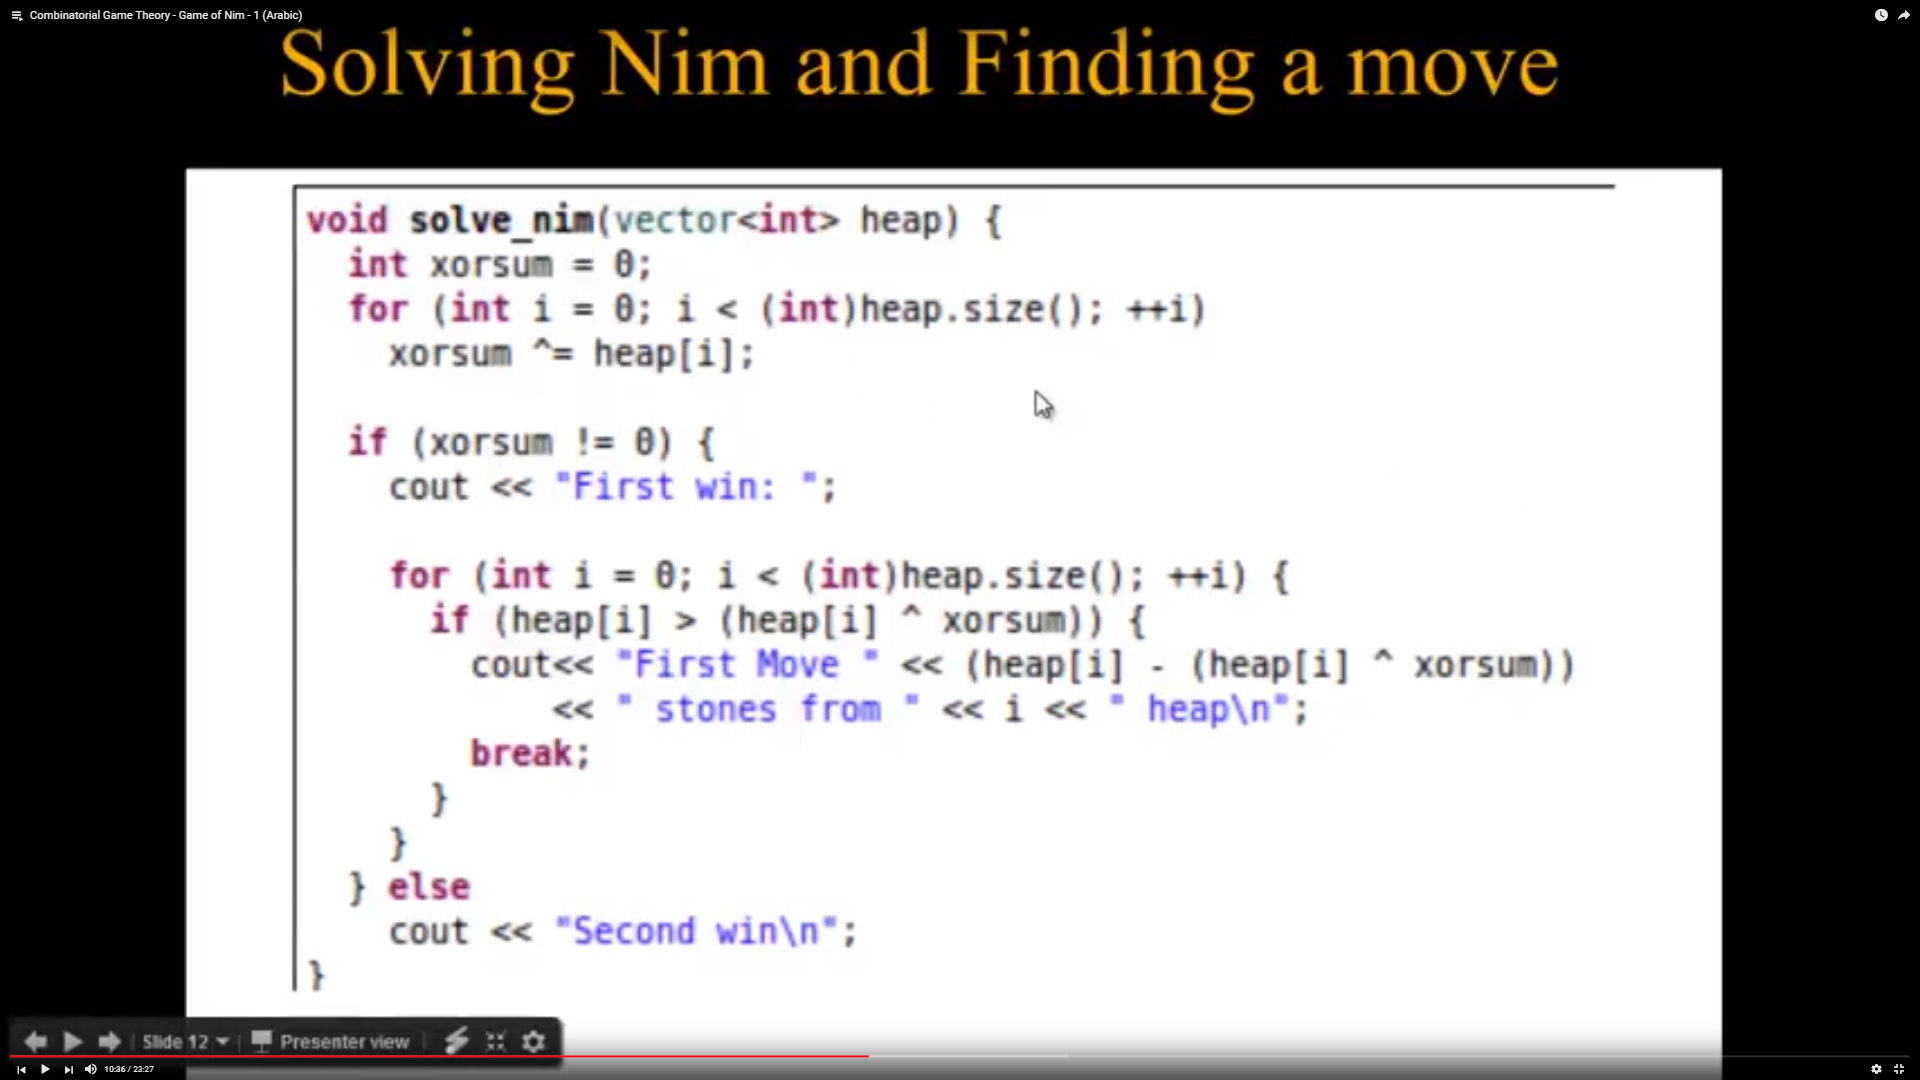 Combinatorial Game Theory - Game of Nim - 1 (Arabic)
Solving Nim and Finding a move
void solve_nim(vector<int> heap) {
  int xorsum = 0;
  for (int i = 0; i < (int)heap.size(); ++i)
    xorsum ^= heap[i];
  if (xorsum != 0) {
    cout << "First win: ";
    for (int i = 0; i < (int)heap.size(); ++i) {
      if (heap[i] > (heap[i] ^ xorsum)) {
        cout<< "First Move " << (heap[i] - (heap[i] ^ xorsum))
            << " stones from " << i << " heap\n";
        break;
      }
    }
  } else
    cout << "Second win\n";
}
Slide 12 Presenter view
10:36 / 23:27